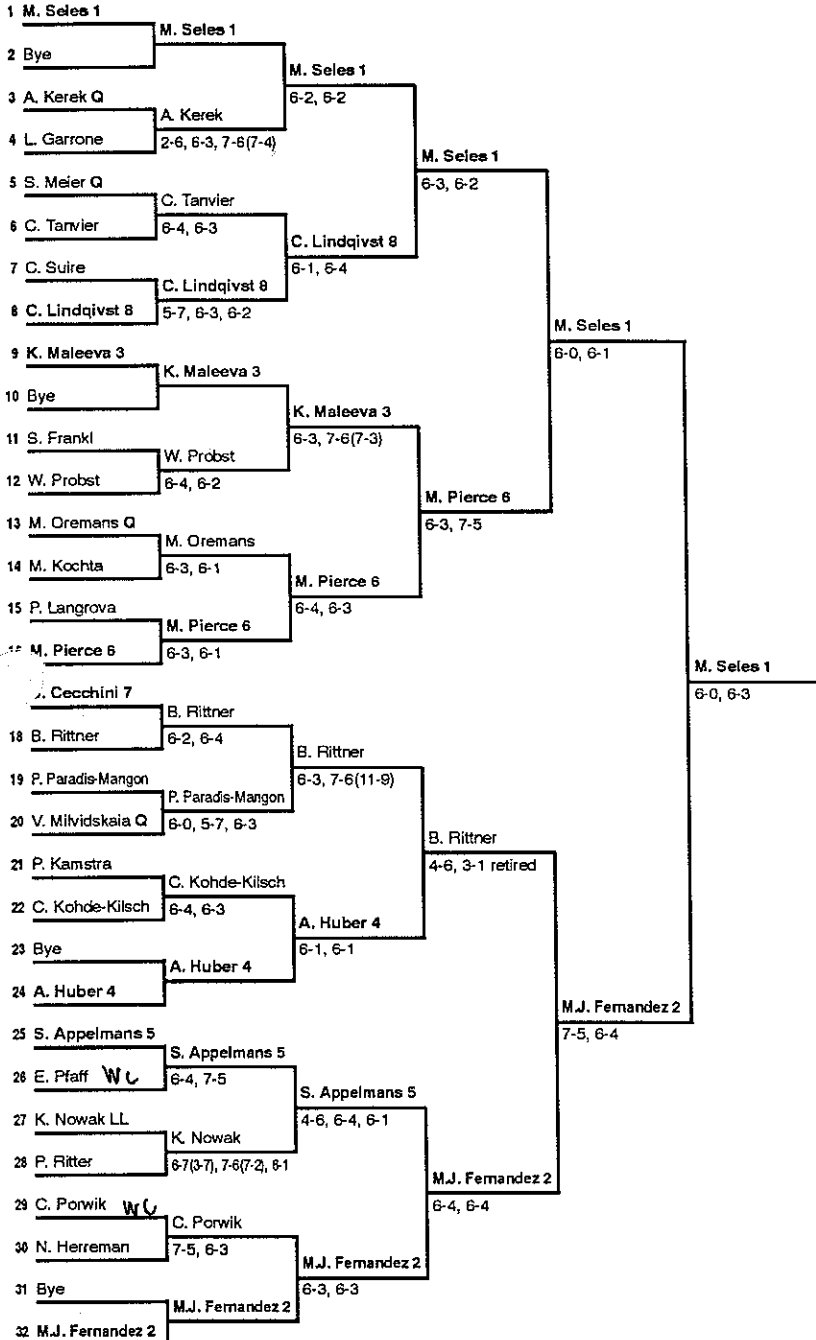 1 M. Seles 1
M. Seles 1
2 Bye
M. Seles 1
6-2, 6-2
3 A. Kerek Q
A. Kerek
4 L. Garrone
2-6, 6-3, 7-6(7-4)
M. Seles 1
6-3, 6-2
5 S. Meier Q
C. Tanvier
6 C. Tanvier
6-4, 6-3
C. Lindqivst 8
6-1, 6-4
7 C. Suire
C. Lindqivst 8
8 C. Lindqivst 8
5-7, 6-3, 6-2
M. Seles 1
6-0, 6-1
9 K. Maleeva 3
K. Maleeva 3
10 Bye
K. Maleeva 3
6-3, 7-6(7-3)
11 S. Frankl
W. Probst
12 W. Probst
6-4, 6-2
M. Pierce 6
6-3, 7-5
13 M. Oremans Q
M. Oremans
14 M. Kochta
6-3, 6-1
M. Pierce 6
6-4, 6-3
15 P. Langrova
M. Pierce 6
M. Pierce 6
6-3, 6-1
M. Seles 1
6-0, 6-3
Cecchini 7
B. Rittner
18 B. Rittner
6-2, 6-4
B. Rittner
6-3, 7-6(11-9)
19 P. Paradis-Mangon
P. Paradis-Mangon
20 V. Milvidskaia Q
6-0, 5-7, 6-3
B. Rittner
4-6, 3-1 retired
21 P. Kamstra
C. Kohde-Kilsch
22 C. Kohde-Kilsch
6-4, 6-3
A. Huber 4
6-1, 6-1
23 Bye
A. Huber 4
24 A. Huber 4
M.J. Fernandez 2
7-5, 6-4
25 S. Appelmans 5
S. Appelmans 5
26 E. Pfaff WC
6-4, 7-5
S. Appelmans 5
4-6, 6-4, 6-1
27 K. Nowak LL
K. Nowak
28 P. Ritter
6-7(3-7), 7-6(7-2), 6-1
M.J. Fernandez 2
6-4, 6-4
29 C. Porwik WC
C. Porwik
30 N. Herreman
7-5, 6-3
M.J. Fernandez 2
6-3, 6-3
31 Bye
M.J. Fernandez 2
32 M.J. Fernandez 2